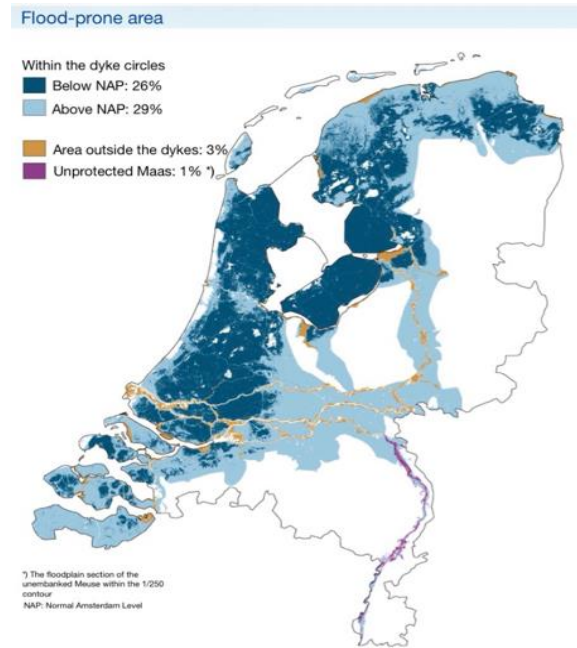 Flood-prone area
Within the dyke circles
Below NAP: 26%
Above NAP: 29%
Area outside the dykes: 3%
Unprotected Maas: 1% *)
*) The floodplain section of the
unembanked Meuse within the 1/250
contour
NAP: Normal Amsterdam Level